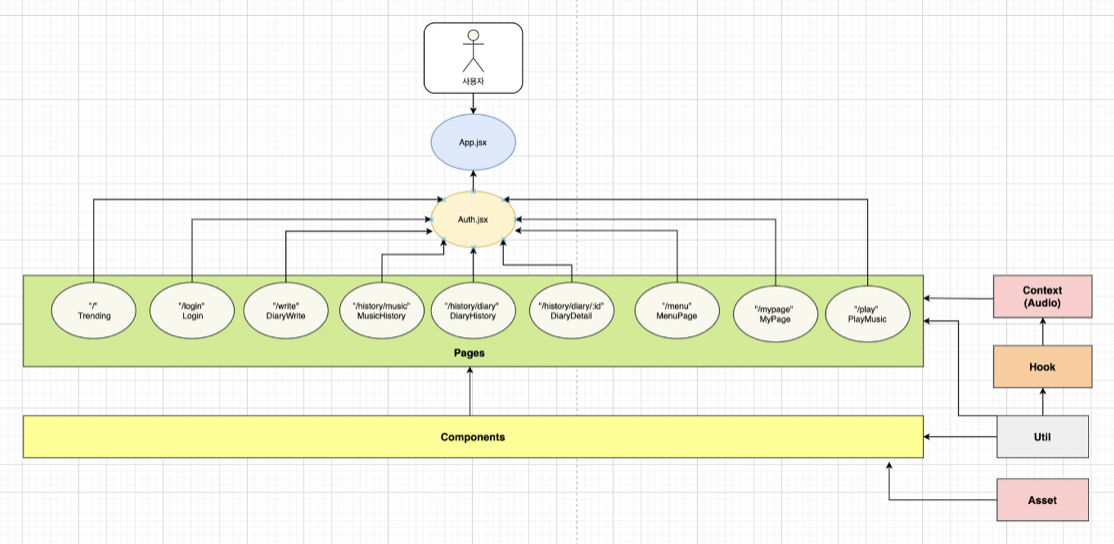 사용자
App.jsx
Auth.jsx
"/"
Trending
"/login"
Login
"/write"
DiaryWrite
"/history/music"
MusicHistory
"/history/diary"
DiaryHistory
"/history/diary/:id"
DiaryDetail
"/menu"
MenuPage
"/mypage"
MyPage
"/play"
PlayMusic
Pages
Context
(Audio)
Hook
Components
Util
Asset